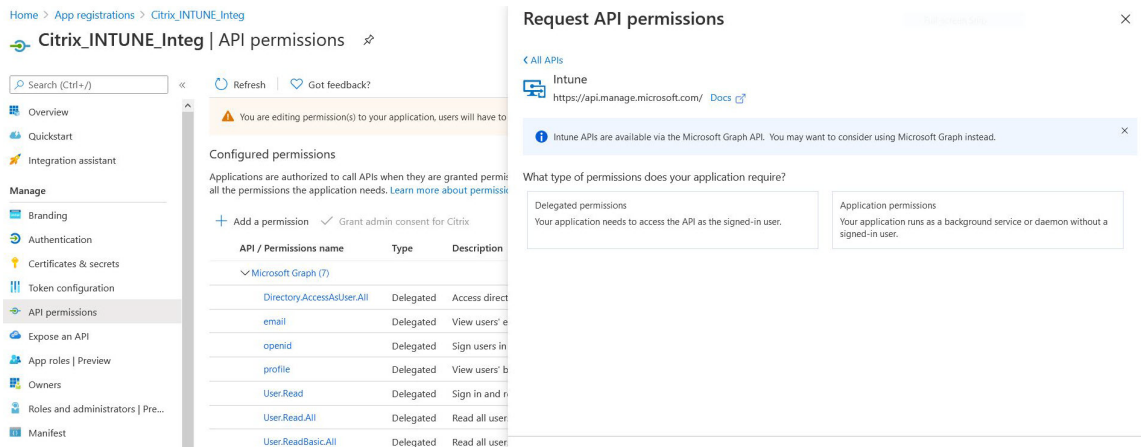 Home > App registrations > Citrix_INTUNE_Integ
Citrix_INTUNE_Integ | API permissions
Search (Ctrl+/)
Overview
Quickstart
Integration assistant
Manage
Branding
Authentication
Certificates & secrets
Token configuration
API permissions
Expose an API
App roles | Preview
Owners
Roles and administrators | Pre...
Manifest
Refresh
Got feedback?
You are editing permission(s) to your application, users will have to
Configured permissions
Applications are authorized to call APIs when they are granted permis
all the permissions the application needs. Learn more about permissio
Add a permission Grant admin consent for Citrix
API / Permissions name Type Description
Microsoft Graph (7)
Directory.AccessAsUser.All Delegated Access direct
email Delegated View users' e
openid Delegated Sign users in
profile Delegated View users' b
User.Read Delegated Sign in and r
User.Read.All Delegated Read all user
User.ReadBasic.All Delegated Read all user
Request API permissions
All APIs
Intune
https://api.manage.microsoft.com/ Docs
Intune APIs are available via the Microsoft Graph API. You may want to consider using Microsoft Graph instead.
What type of permissions does your application require?
Delegated permissions
Your application needs to access the API as the signed-in user.
Application permissions
Your application runs as a background service or daemon without a
signed-in user.